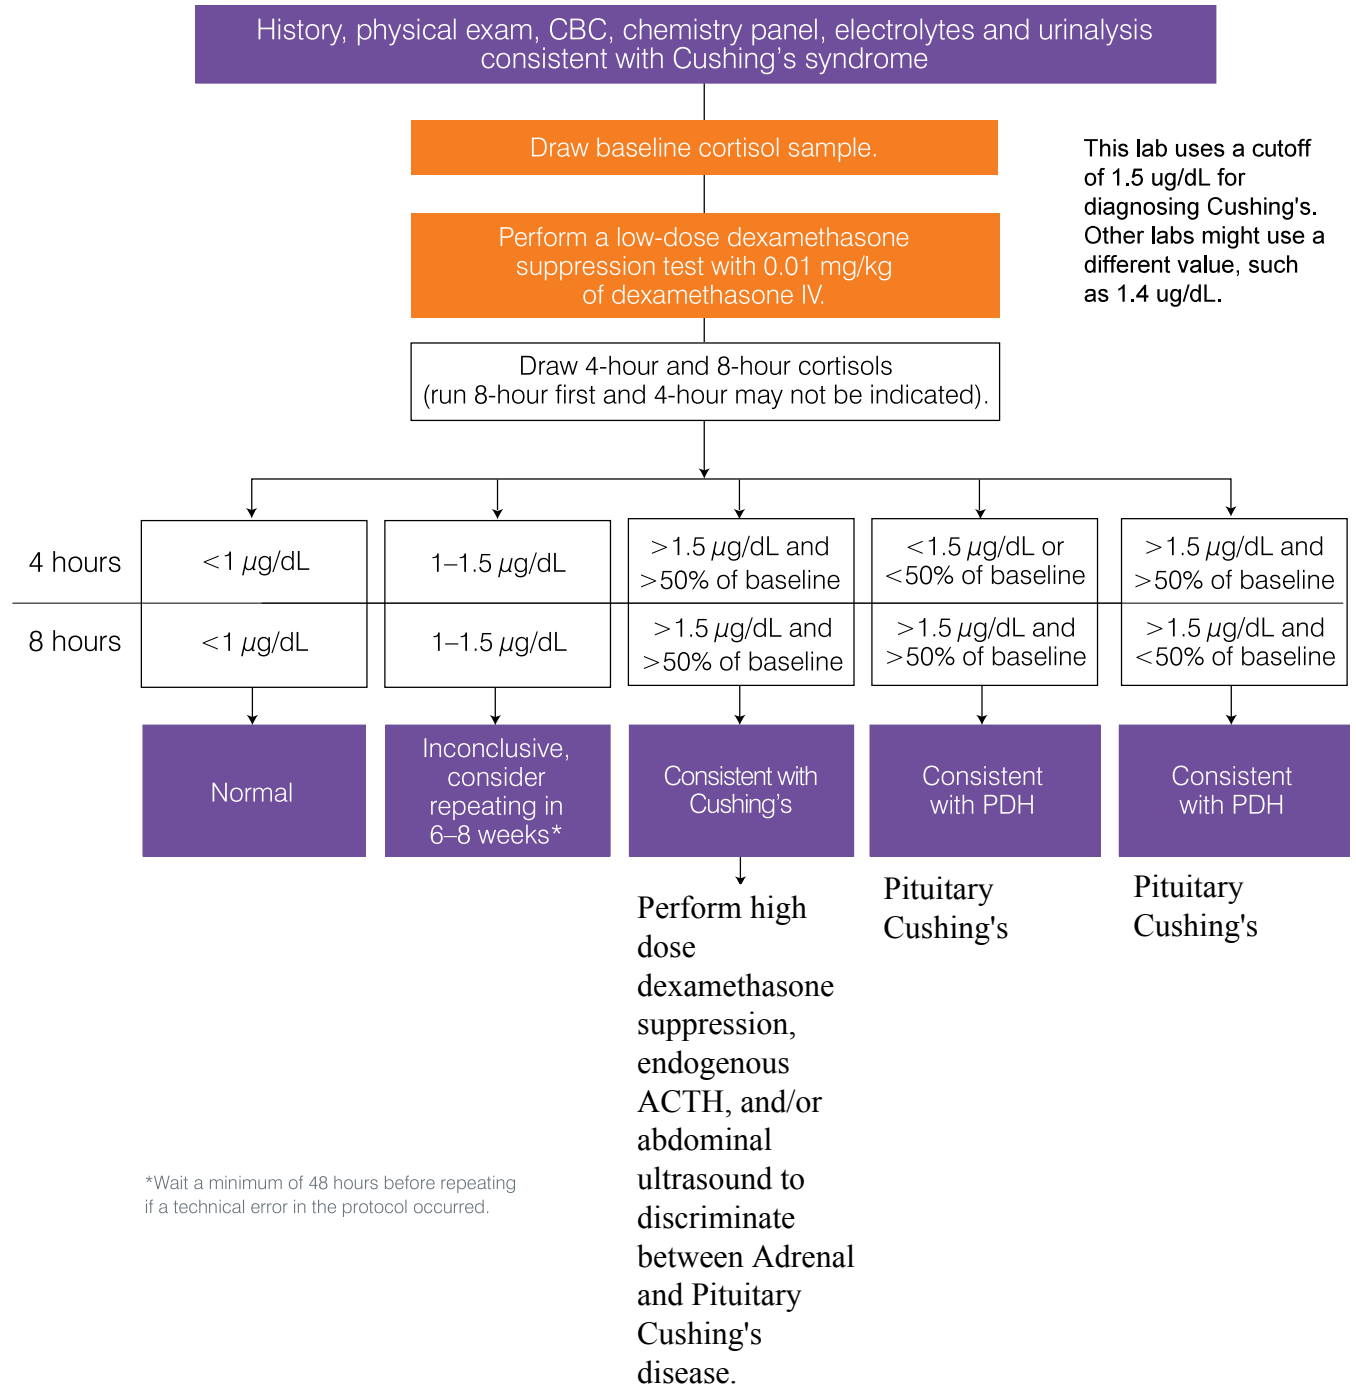 History, physical exam, CBC, chemistry panel, electrolytes and urinalysis
consistent with Cushing's syndrome
Draw baseline cortisol sample.
This lab uses a cutoff
of 1.5 ug/dL for
diagnosing Cushing's.
Other labs might use a
different value, such
as 1.4 ug/dL.
Perform a low-dose dexamethasone
suppression test with 0.01 mg/kg
of dexamethasone IV.
Draw 4-hour and 8-hour cortisols
(run 8-hour first and 4-hour may not be indicated).
4 hours
<1 µg/dL
1–1.5 µg/dL
>1.5 µg/dL and
>50% of baseline
<1.5 µg/dL or
<50% of baseline
>1.5 µg/dL and
>50% of baseline
8 hours
<1 µg/dL
1–1.5 µg/dL
>1.5 µg/dL and
>50% of baseline
>1.5 µg/dL and
>50% of baseline
>1.5 µg/dL and
<50% of baseline
Normal
Inconclusive,
consider
repeating in
6–8 weeks*
Consistent with
Cushing's
Consistent
with PDH
Consistent
with PDH
Perform high
dose
dexamethasone
suppression,
endogenous
ACTH, and/or
abdominal
ultrasound to
discriminate
between Adrenal
and Pituitary
Cushing's
disease.
Pituitary
Cushing's
Pituitary
Cushing's
*Wait a minimum of 48 hours before repeating
if a technical error in the protocol occurred.